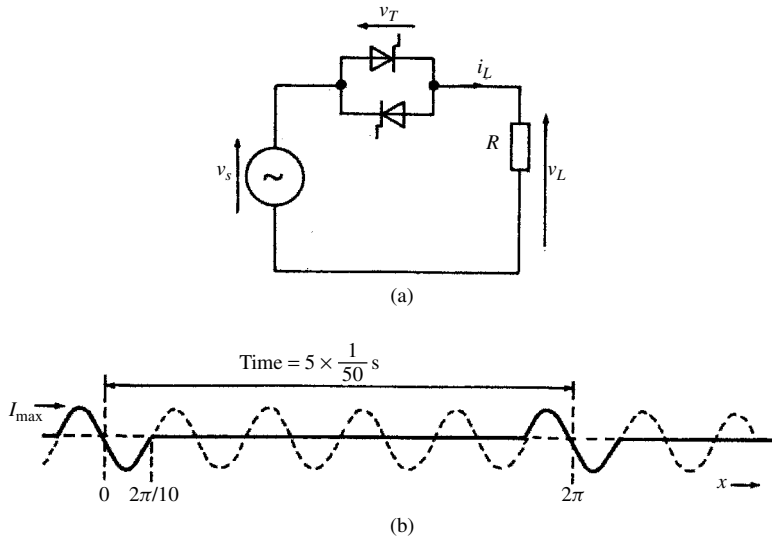 v_T
i_L
R
v_s
~
v_L
(a)
Time = 5 × 1/50 s
I_max
0 2π/10 2π x
(b)